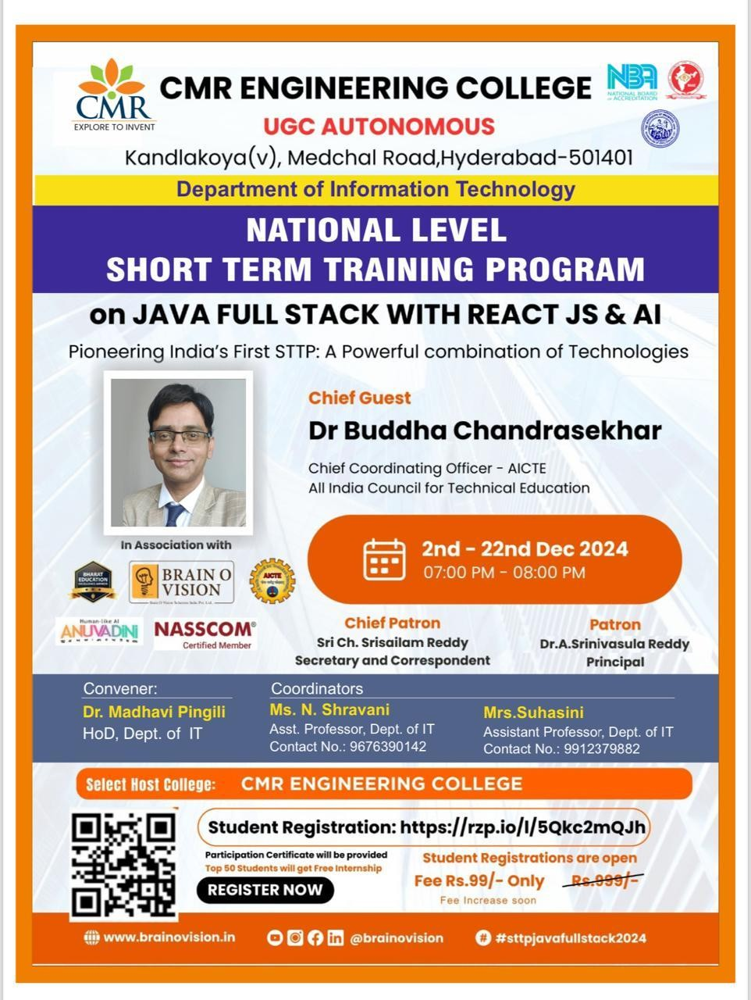 CMR
EXPLORE TO INVENT
CMR ENGINEERING COLLEGE
NBA
NATIONAL BOARD
of ACCREDITATION
UGC AUTONOMOUS
Kandlakoya(v), Medchal Road,Hyderabad-501401
Department of Information Technology
NATIONAL LEVEL
SHORT TERM TRAINING PROGRAM
on JAVA FULL STACK WITH REACT JS & AI
Pioneering India's First STTP: A Powerful combination of Technologies
Chief Guest
Dr Buddha Chandrasekhar
Chief Coordinating Officer - AICTE
All India Council for Technical Education
In Association with
2nd - 22nd Dec 2024
07:00 PM - 08:00 PM
BHARAT
EDUCATION
EXCELLENCE AWARDS
BRAIN O
VISION
Brain O Vision Solutions India Pvt. Ltd.
AICTE
Human-like AI
ANUVADINI
NASSCOM®
Certified Member
Chief Patron
Sri Ch. Srisailam Reddy
Secretary and Correspondent
Patron
Dr.A.Srinivasula Reddy
Principal
Convener:
Dr. Madhavi Pingili
HoD, Dept. of IT
Coordinators
Ms. N. Shravani
Asst. Professor, Dept. of IT
Contact No.: 9676390142
Mrs.Suhasini
Assistant Professor, Dept. of IT
Contact No.: 9912379882
Select Host College: CMR ENGINEERING COLLEGE
Student Registration: https://rzp.io/l/5Qkc2mQJh
Participation Certificate will be provided
Top 50 Students will get Free Internship
REGISTER NOW
Student Registrations are open
Fee Rs.99/- Only Rs.999/-
Fee Increase soon
www.brainovision.in
@brainovision
# #sttpjavafullstack2024